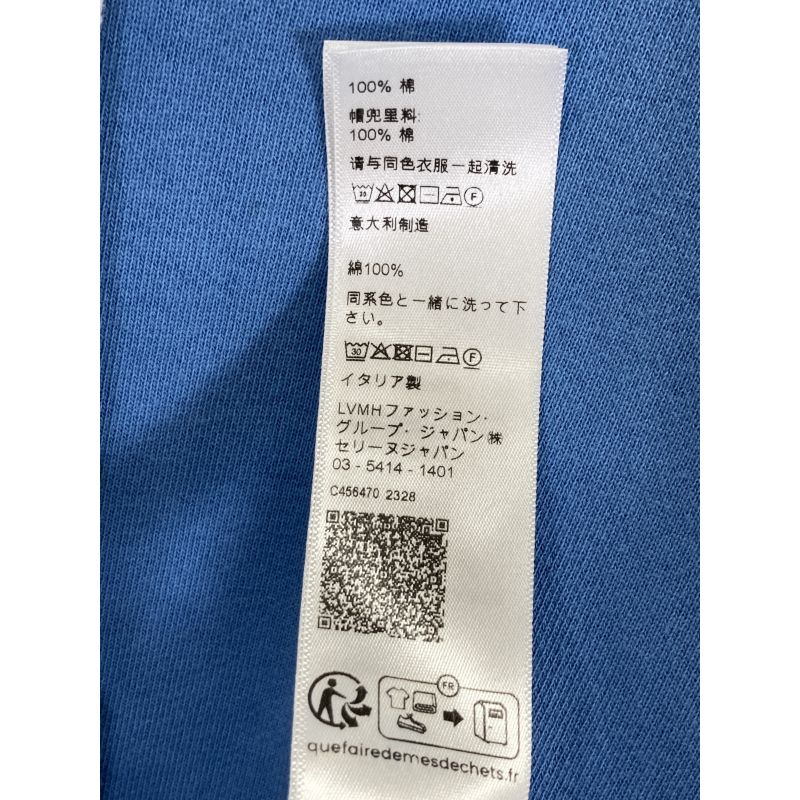 100% 棉
帽兜里料:
100% 棉
请与同色衣服一起清洗
30 F
意大利制造
綿100%
同系色と一緒に洗って下
さい。
30 F
イタリア製
LVMHファッション・
グループ・ジャパン㈱
セリーヌジャパン
03 - 5414 - 1401
C456470 2328
FR
quefairedemesdechets.fr